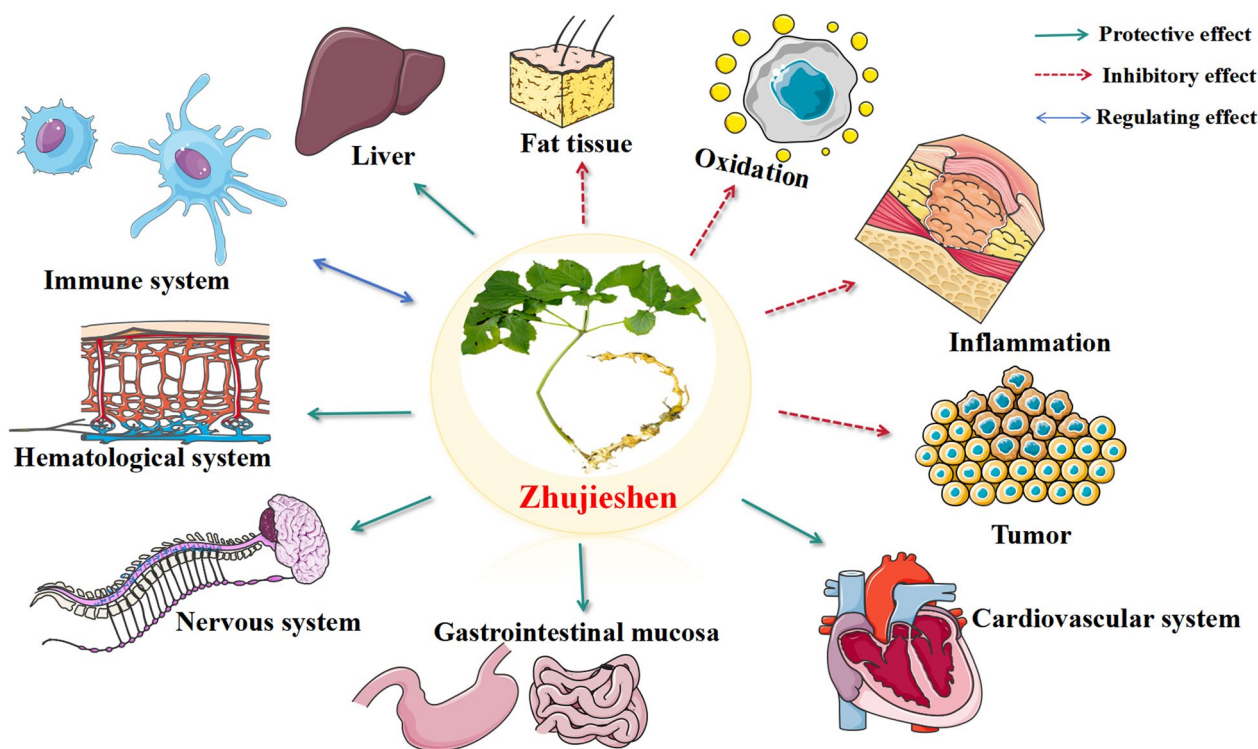 Protective effect
Inhibitory effect
Regulating effect
Liver
Fat tissue
Oxidation
Immune system
Inflammation
Hematological system
Zhujieshen
Tumor
Nervous system
Gastrointestinal mucosa
Cardiovascular system